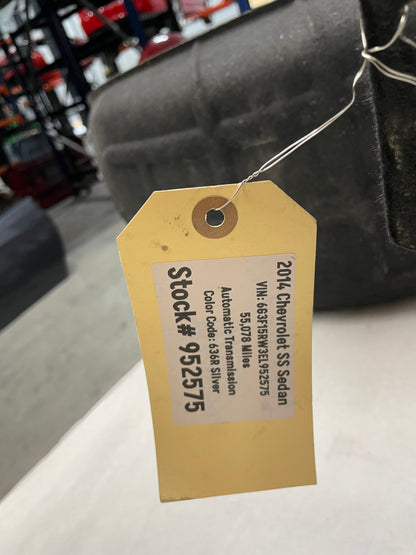 2014 Chevrolet SS Sedan
VIN: 6G3F15RW3EL952575
55,078 Miles
Automatic Transmission
Color Code: 636R Silver
Stock# 952575